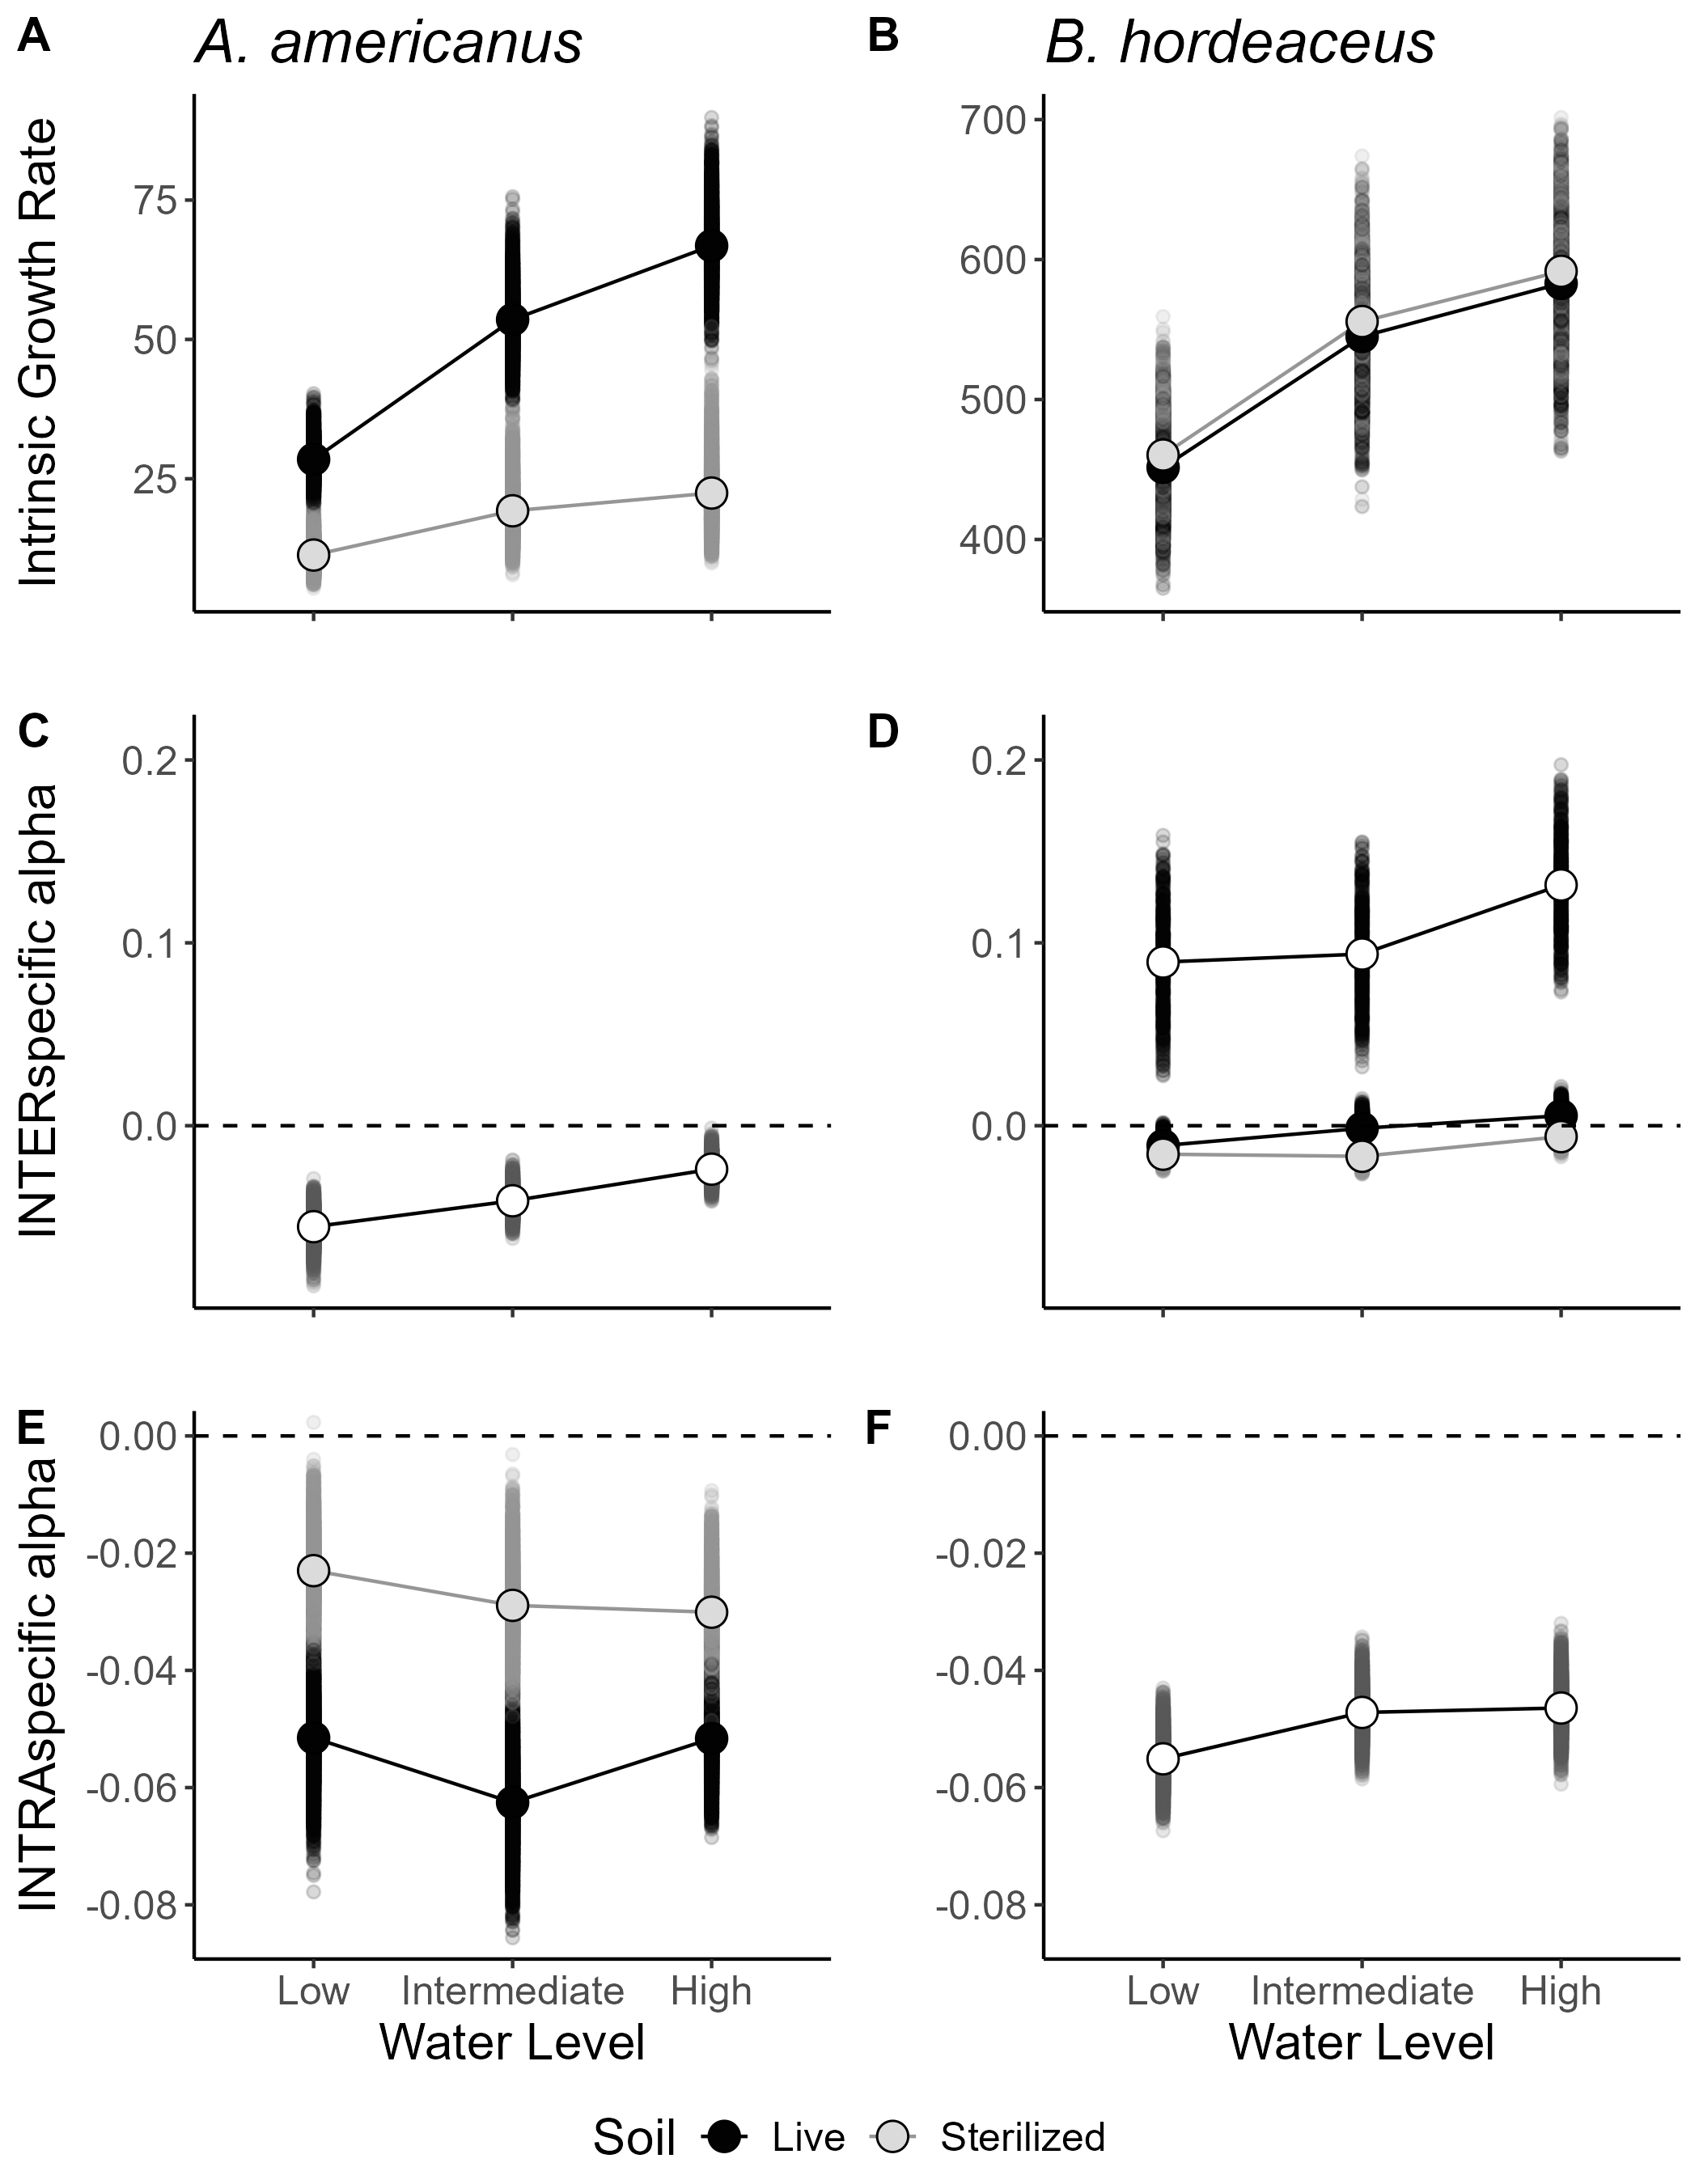 A
A. americanus
B
B. hordeaceus
Intrinsic Growth Rate
75
50
25
700
600
500
400
C
INTERspecific alpha
0.2
0.1
0.0
D
0.2
0.1
0.0
E
INTRAspecific alpha
0.00
-0.02
-0.04
-0.06
-0.08
F
0.00
-0.02
-0.04
-0.06
-0.08
Low Intermediate High
Water Level
Low Intermediate High
Water Level
Soil Live Sterilized